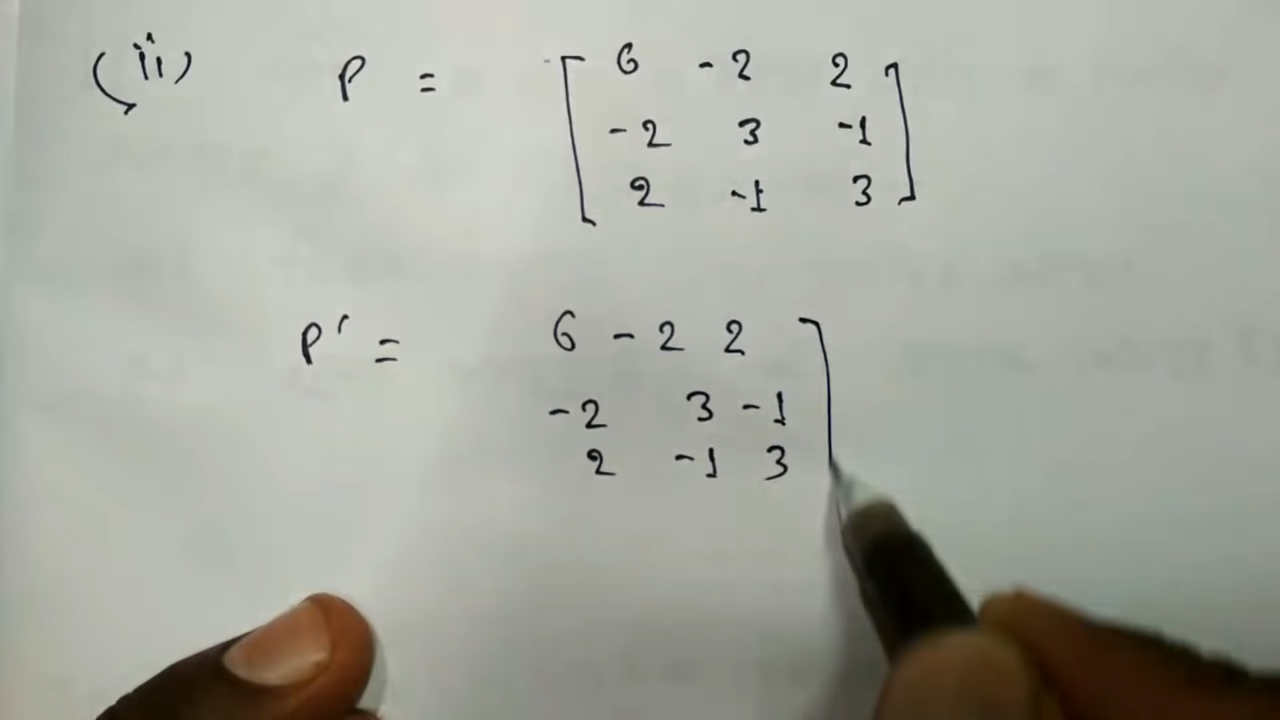 (ii) P = [ 6 -2 2
-2 3 -1
2 -1 3 ]
P' = 6 -2 2 ]
-2 3 -1
2 -1 3